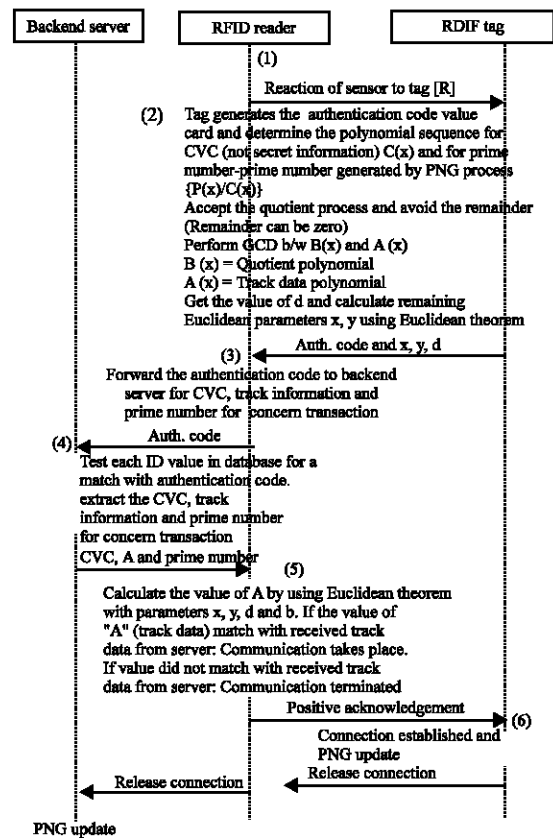 Backend server
RFID reader
RDIF tag
(1)
Reaction of sensor to tag [R]
(2)
Tag generates the authentication code value
card and determine the polynomial sequence for
CVC (not secret information) C(x) and for prime
number-prime number generated by PNG process
{P(x)/C(x)}
Accept the quotient process and avoid the remainder
(Remainder can be zero)
Perform GCD b/w B(x) and A (x)
B (x) = Quotient polynomial
A (x) = Track data polynomial
Get the value of d and calculate remaining
Euclidean parameters x, y using Euclidean theorem
Auth. code and x, y, d
(3)
Forward the authentication code to backend
server for CVC, track information and
prime number for concern transaction
(4)
Auth. code
Test each ID value in database for a
match with authentication code.
extract the CVC, track
information and prime number
for concern transaction
CVC, A and prime number
(5)
Calculate the value of A by using Euclidean theorem
with parameters x, y, d and b. If the value of
"A" (track data) match with received track
data from server: Communication takes place.
If value did not match with received track
data from server: Communication terminated
Positive acknowledgement
(6)
Connection established and
PNG update
Release connection
Release connection
PNG update